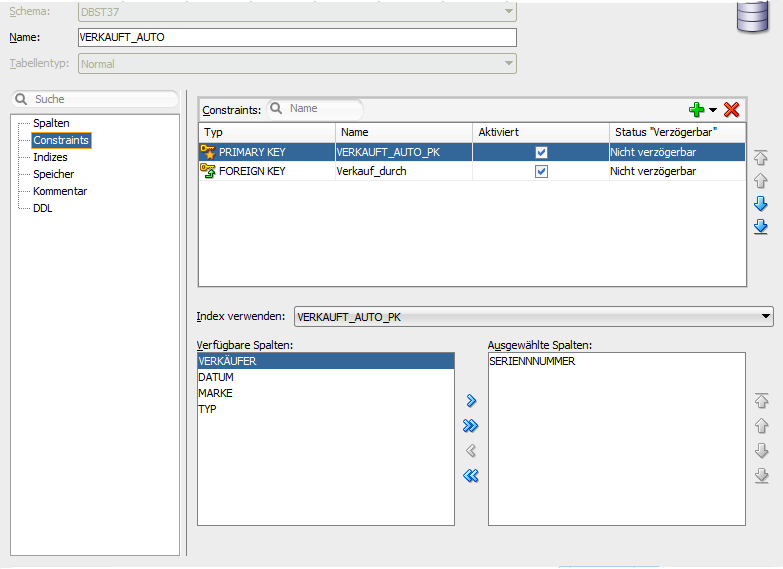 Schema: DBST37
Name: VERKAUFT_AUTO
Tabellentyp: Normal
Suche
Spalten
Constraints
Indizes
Speicher
Kommentar
DDL
Constraints: Name
Typ Name Aktiviert Status "Verzögerbar"
PRIMARY KEY VERKAUFT_AUTO_PK Nicht verzögerbar
FOREIGN KEY Verkauf_durch Nicht verzögerbar
Index verwenden: VERKAUFT_AUTO_PK
Verfügbare Spalten:
VERKÄUFER
DATUM
MARKE
TYP
Ausgewählte Spalten:
SERIENNNUMMER